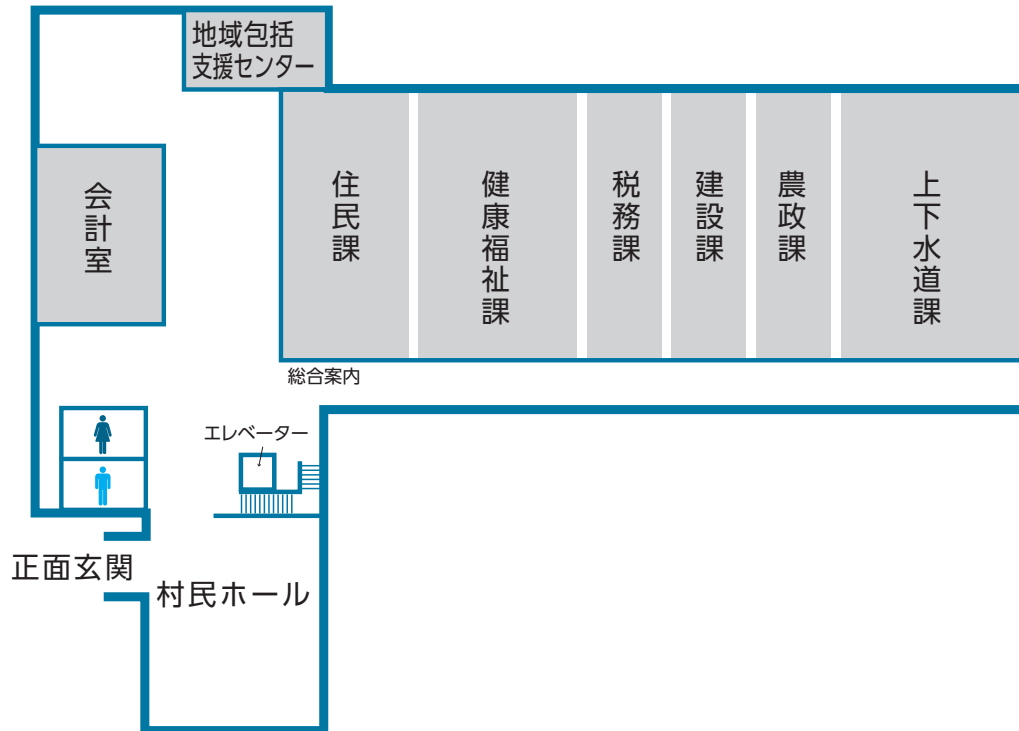 地域包括
支援センター
会計室
住民課
健康福祉課
税務課
建設課
農政課
上下水道課
総合案内
エレベーター
正面玄関
村民ホール